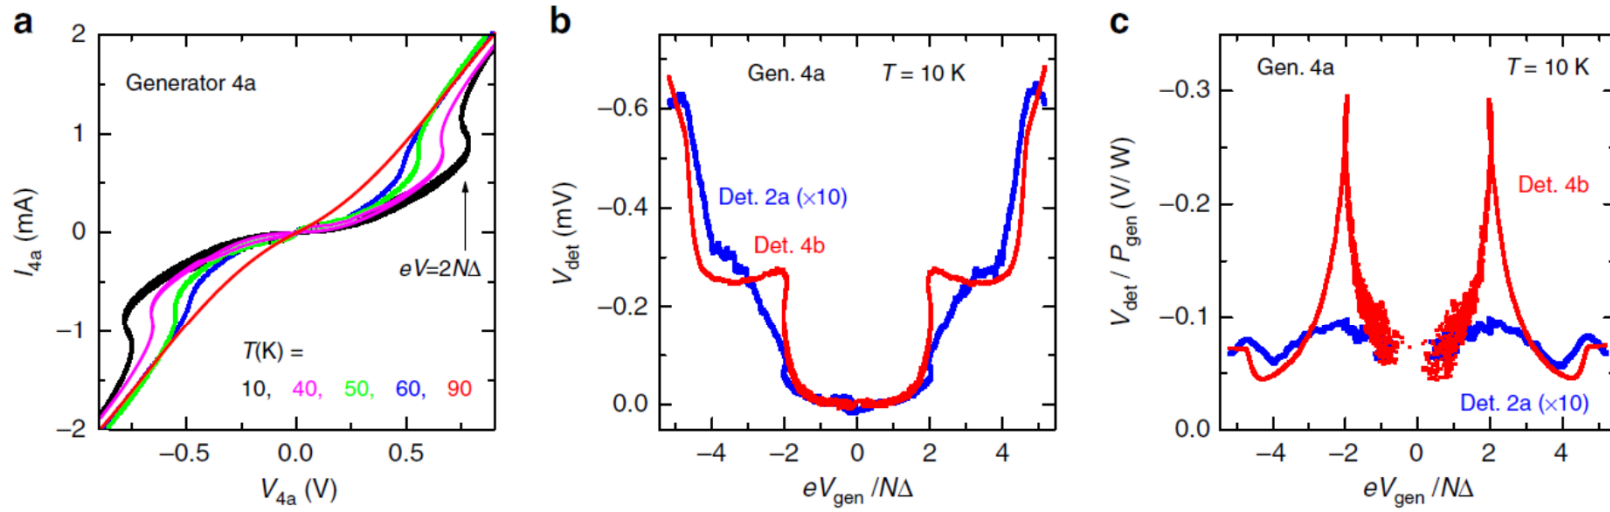 a
Generator 4a
I4a (mA)
2
1
0
−1
−2
eV=2NΔ
T(K) =
10, 40, 50, 60, 90
−0.5 0.0 0.5
V4a (V)
b
Gen. 4a T = 10 K
Vdet (mV)
−0.6
−0.4
−0.2
0.0
Det. 2a (×10)
Det. 4b
−4 −2 0 2 4
eVgen /NΔ
c
Gen. 4a T = 10 K
Vdet / Pgen (V/ W)
−0.3
−0.2
−0.1
0.0
Det. 4b
Det. 2a (×10)
−4 −2 0 2 4
eVgen /NΔ